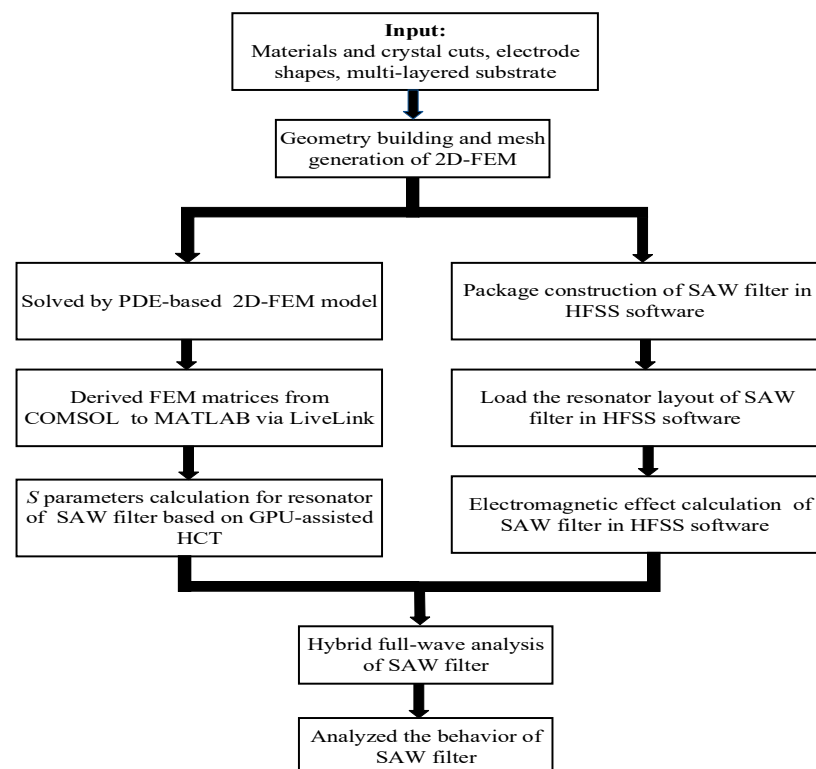 Input:
Materials and crystal cuts, electrode
shapes, multi-layered substrate
Geometry building and mesh
generation of 2D-FEM
Solved by PDE-based 2D-FEM model
Derived FEM matrices from
COMSOL to MATLAB via LiveLink
S parameters calculation for resonator
of SAW filter based on GPU-assisted
HCT
Package construction of SAW filter in
HFSS software
Load the resonator layout of SAW
filter in HFSS software
Electromagnetic effect calculation of
SAW filter in HFSS software
Hybrid full-wave analysis
of SAW filter
Analyzed the behavior of
SAW filter